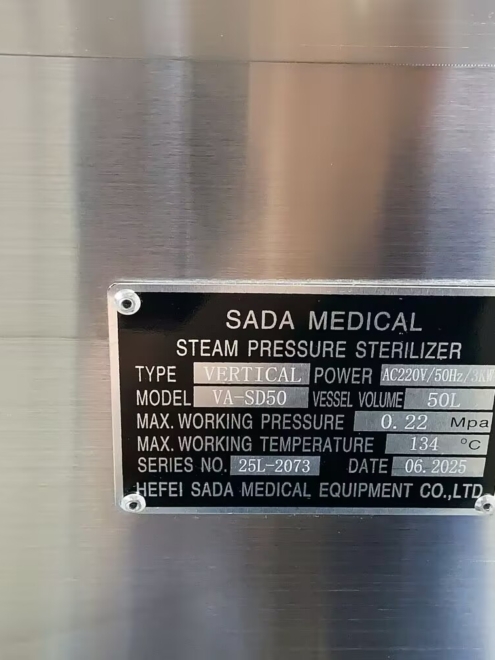 SADA MEDICAL
STEAM PRESSURE STERILIZER
TYPE VERTICAL POWER AC220V/50Hz/3KW
MODEL VA-SD50 VESSEL VOLUME 50L
MAX. WORKING PRESSURE 0.22 Mpa
MAX. WORKING TEMPERATURE 134 °C
SERIES NO. 25L-2073 DATE 06.2025
HEFEI SADA MEDICAL EQUIPMENT CO.,LTD